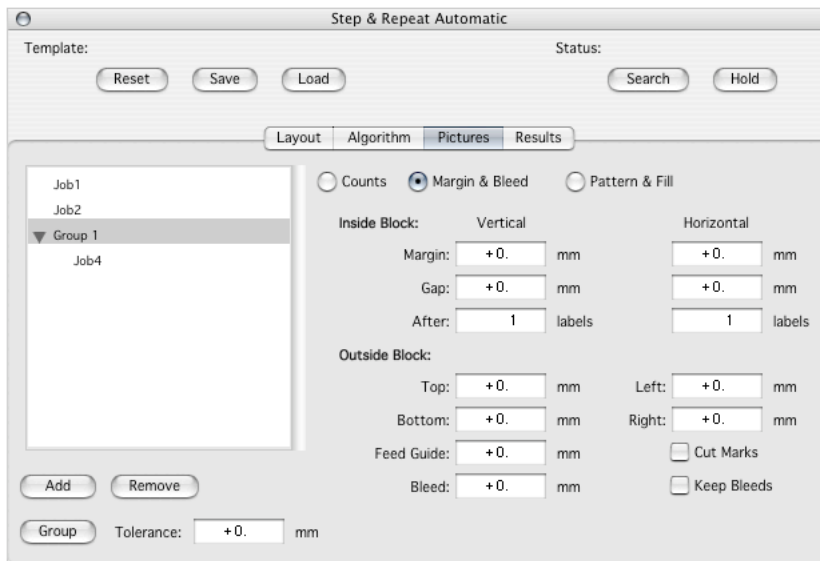 Step & Repeat Automatic
Template:
Status:
Reset Save Load
Search Hold
Layout Algorithm Pictures Results
Job1
Job2
Group 1
Job4
Counts Margin & Bleed Pattern & Fill
Inside Block: Vertical Horizontal
Margin: +0. mm +0. mm
Gap: +0. mm +0. mm
After: 1 labels 1 labels
Outside Block:
Top: +0. mm Left: +0. mm
Bottom: +0. mm Right: +0. mm
Feed Guide: +0. mm Cut Marks
Bleed: +0. mm Keep Bleeds
Add Remove
Group Tolerance: +0. mm